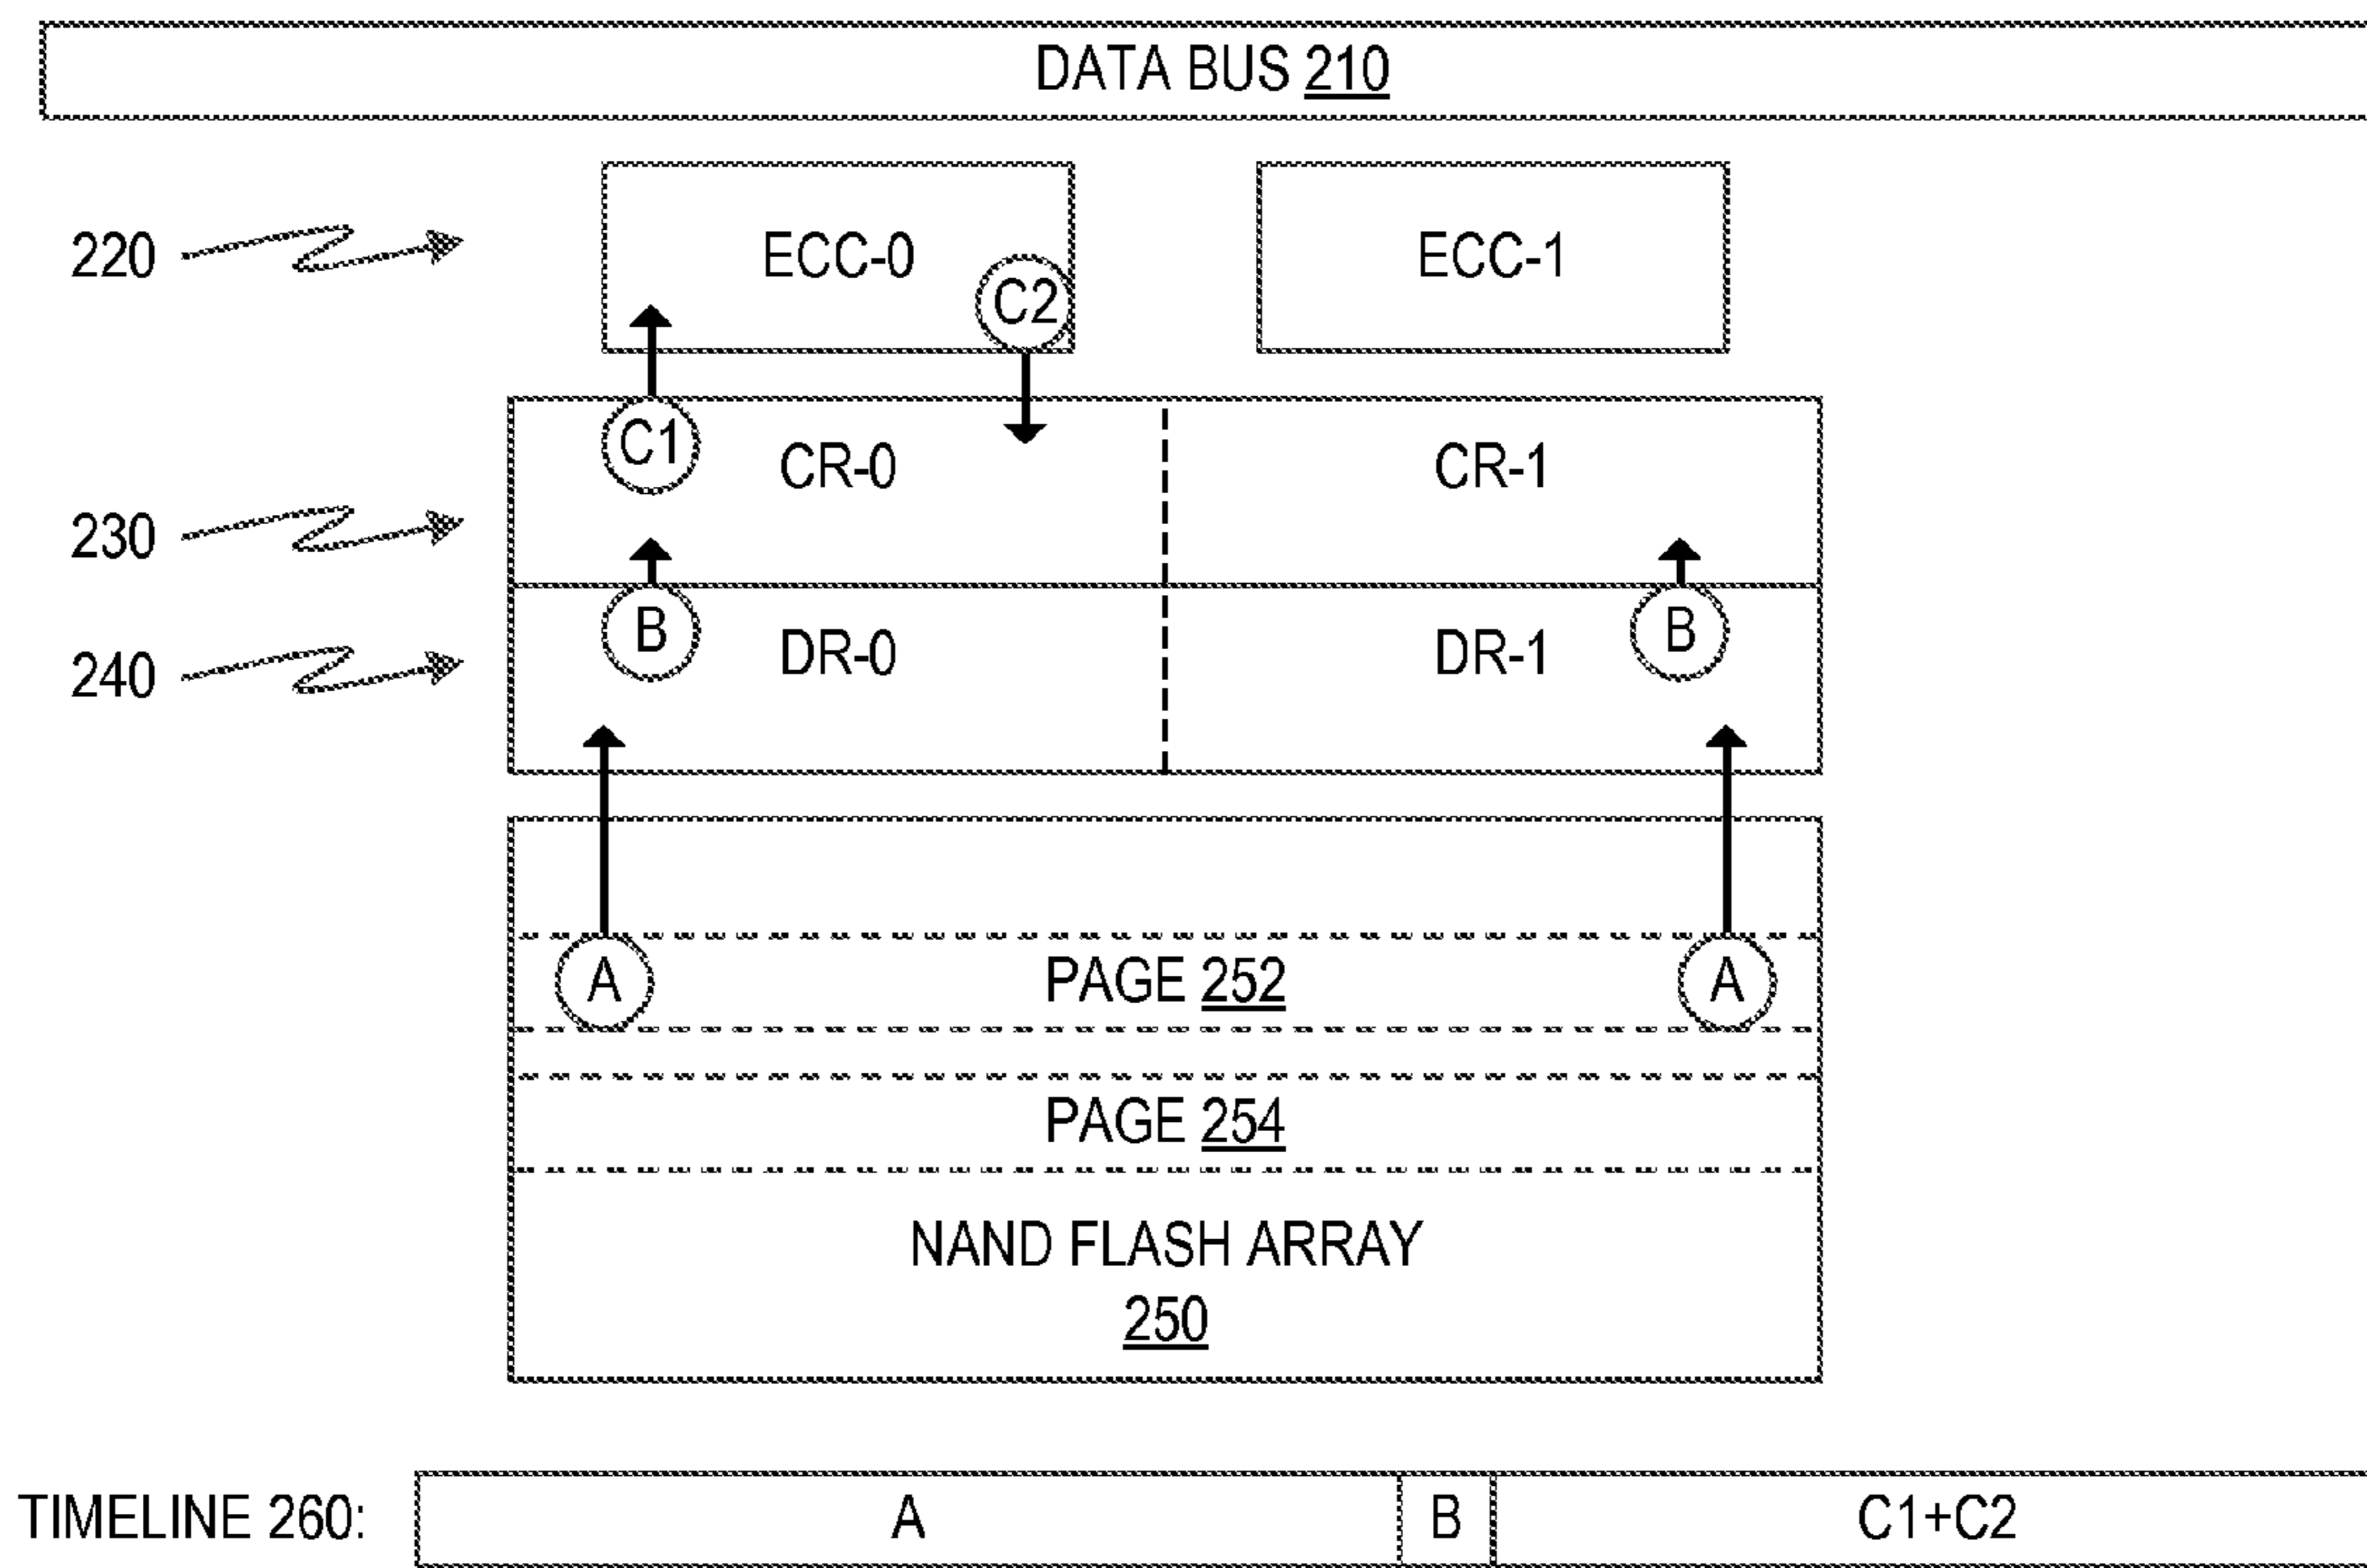 DATA BUS 210
220
ECC-0
ECC-1
C2
C1
CR-0
CR-1
230
B
B
DR-0
DR-1
240
A
PAGE 252
A
PAGE 254
NAND FLASH ARRAY
250
TIMELINE 260:
A
B
C1+C2